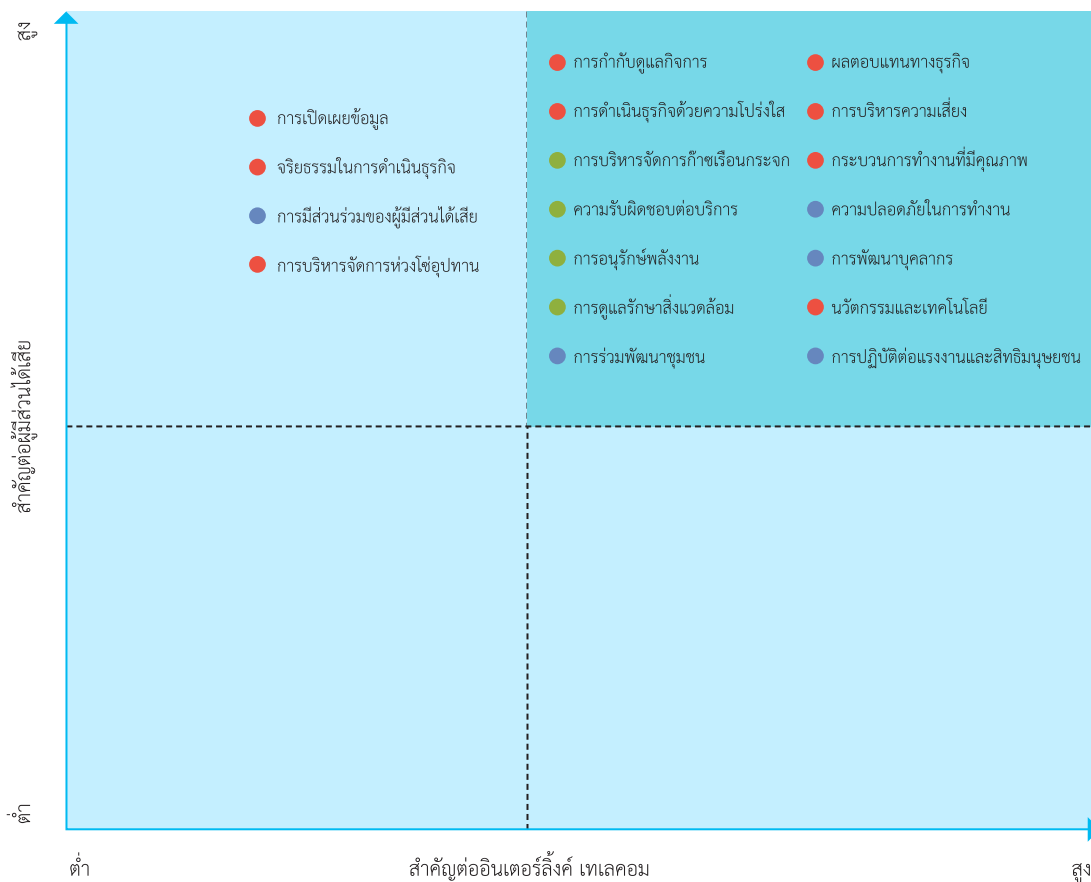 สูง
การเปิดเผยข้อมูล
จริยธรรมในการดำเนินธุรกิจ
การมีส่วนร่วมของผู้มีส่วนได้เสีย
การบริหารจัดการห่วงโซ่อุปทาน
การกำกับดูแลกิจการ
การดำเนินธุรกิจด้วยความโปร่งใส
การบริหารจัดการก๊าซเรือนกระจก
ความรับผิดชอบต่อบริการ
การอนุรักษ์พลังงาน
การดูแลรักษาสิ่งแวดล้อม
การร่วมพัฒนาชุมชน
ผลตอบแทนทางธุรกิจ
การบริหารความเสี่ยง
กระบวนการทำงานที่มีคุณภาพ
ความปลอดภัยในการทำงาน
การพัฒนาบุคลากร
นวัตกรรมและเทคโนโลยี
การปฏิบัติต่อแรงงานและสิทธิมนุษยชน
สำคัญต่อผู้มีส่วนได้เสีย
ต่ำ
ต่ำ
สำคัญต่ออินเตอร์ลิ้งค์ เทเลคอม
สูง